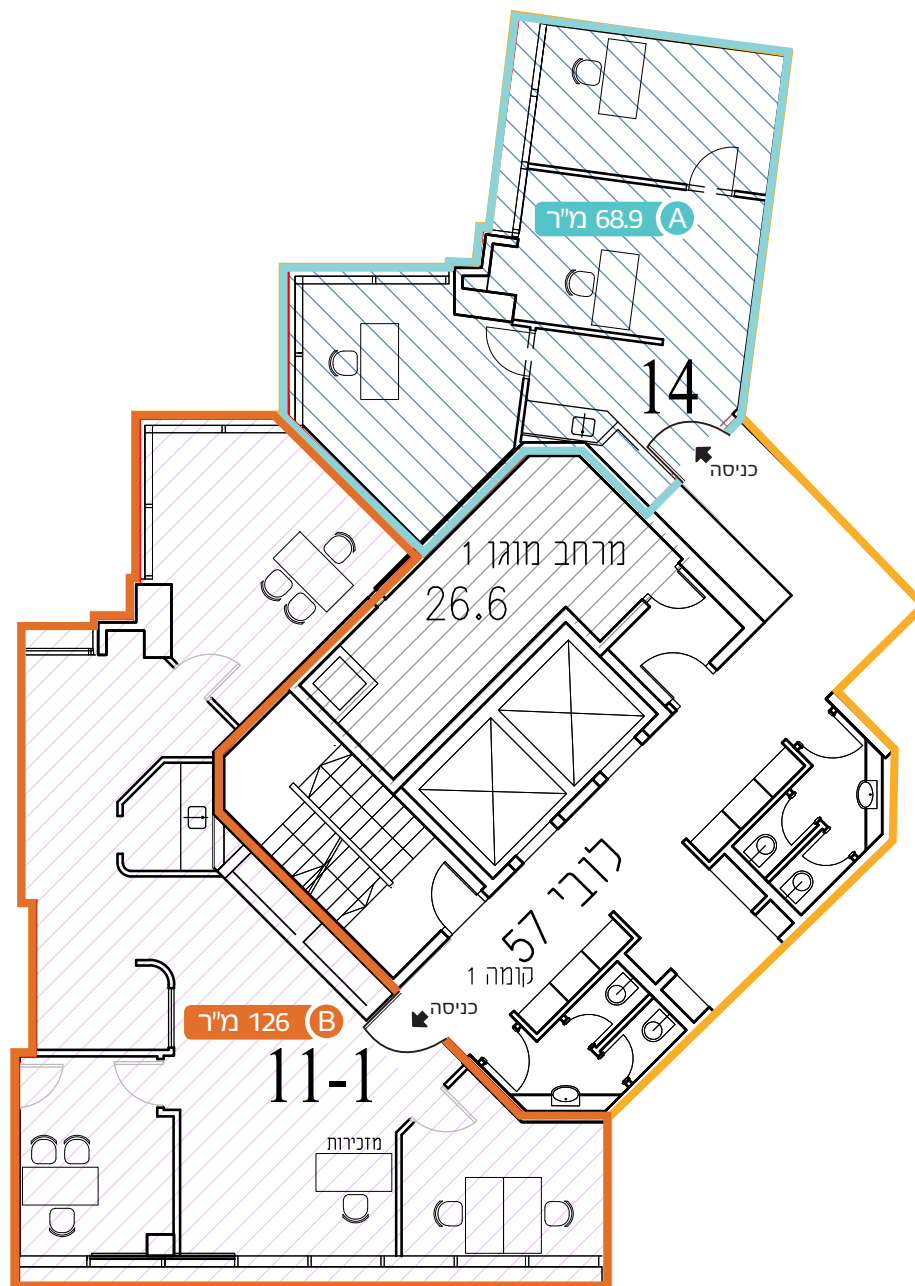 A 68.9 מ"ר
14
כניסה
מרחב מוגן 1
26.6
לובי 57
קומה 1
כניסה
B 126 מ"ר
11-1
מזכירות